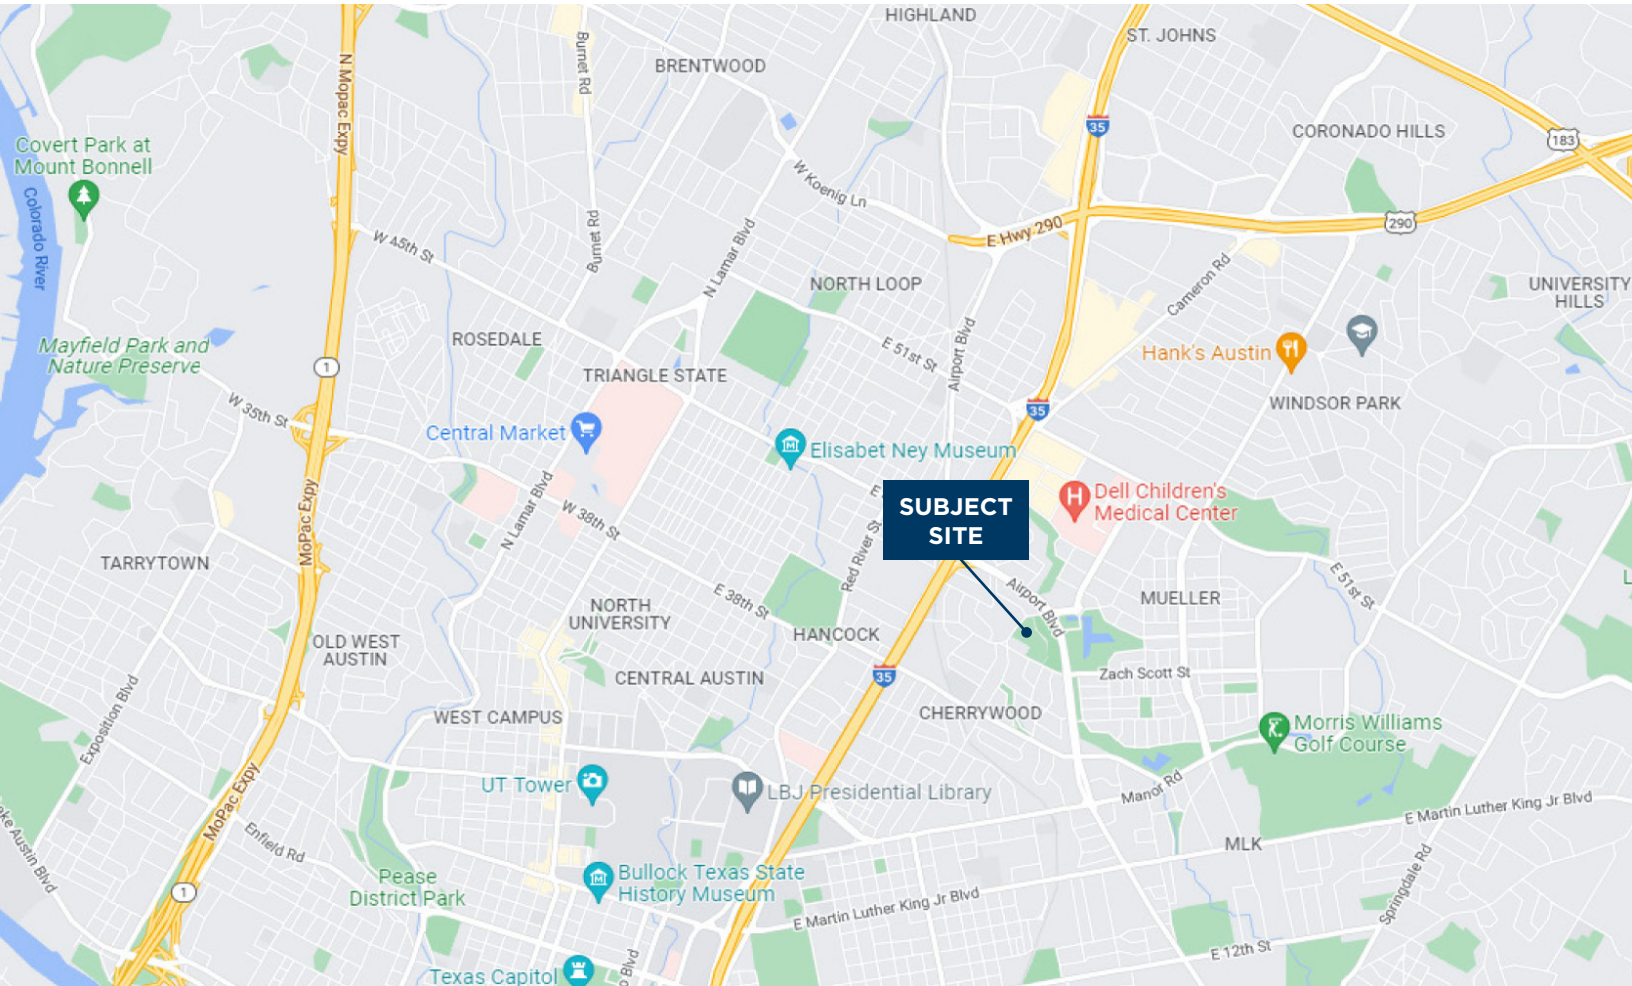 HIGHLAND
ST. JOHNS
BRENTWOOD
Burnet Rd
N Mopac Expy
35
CORONADO HILLS
183
Covert Park at
Mount Bonnell
Colorado River
W Koenig Ln
W 45th St
Burnet Rd
N Lamar Blvd
E Hwy 290
290
Cameron Rd
NORTH LOOP
UNIVERSITY
HILLS
Mayfield Park and
Nature Preserve
ROSEDALE
1
TRIANGLE STATE
E 51st St
Airport Blvd
Hank's Austin
WINDSOR PARK
35
W 35th St
Central Market
Elisabet Ney Museum
N Lamar Blvd
W 38th St
MoPac Expy
E
SUBJECT
SITE
Dell Children's
Medical Center
Red River St
TARRYTOWN
E 38th St
Airport Blvd
E 51st St
MUELLER
NORTH
UNIVERSITY
HANCOCK
OLD WEST
AUSTIN
CENTRAL AUSTIN
35
Zach Scott St
Exposition Blvd
WEST CAMPUS
CHERRYWOOD
Morris Williams
Golf Course
UT Tower
LBJ Presidential Library
Manor Rd
MoPac Expy
E Martin Luther King Jr Blvd
Enfield Rd
MLK
ke Austin Blvd
Pease
District Park
1
Bullock Texas State
History Museum
E Martin Luther King Jr Blvd
Springdale Rd
E 12th St
Texas Capitol
o Blvd